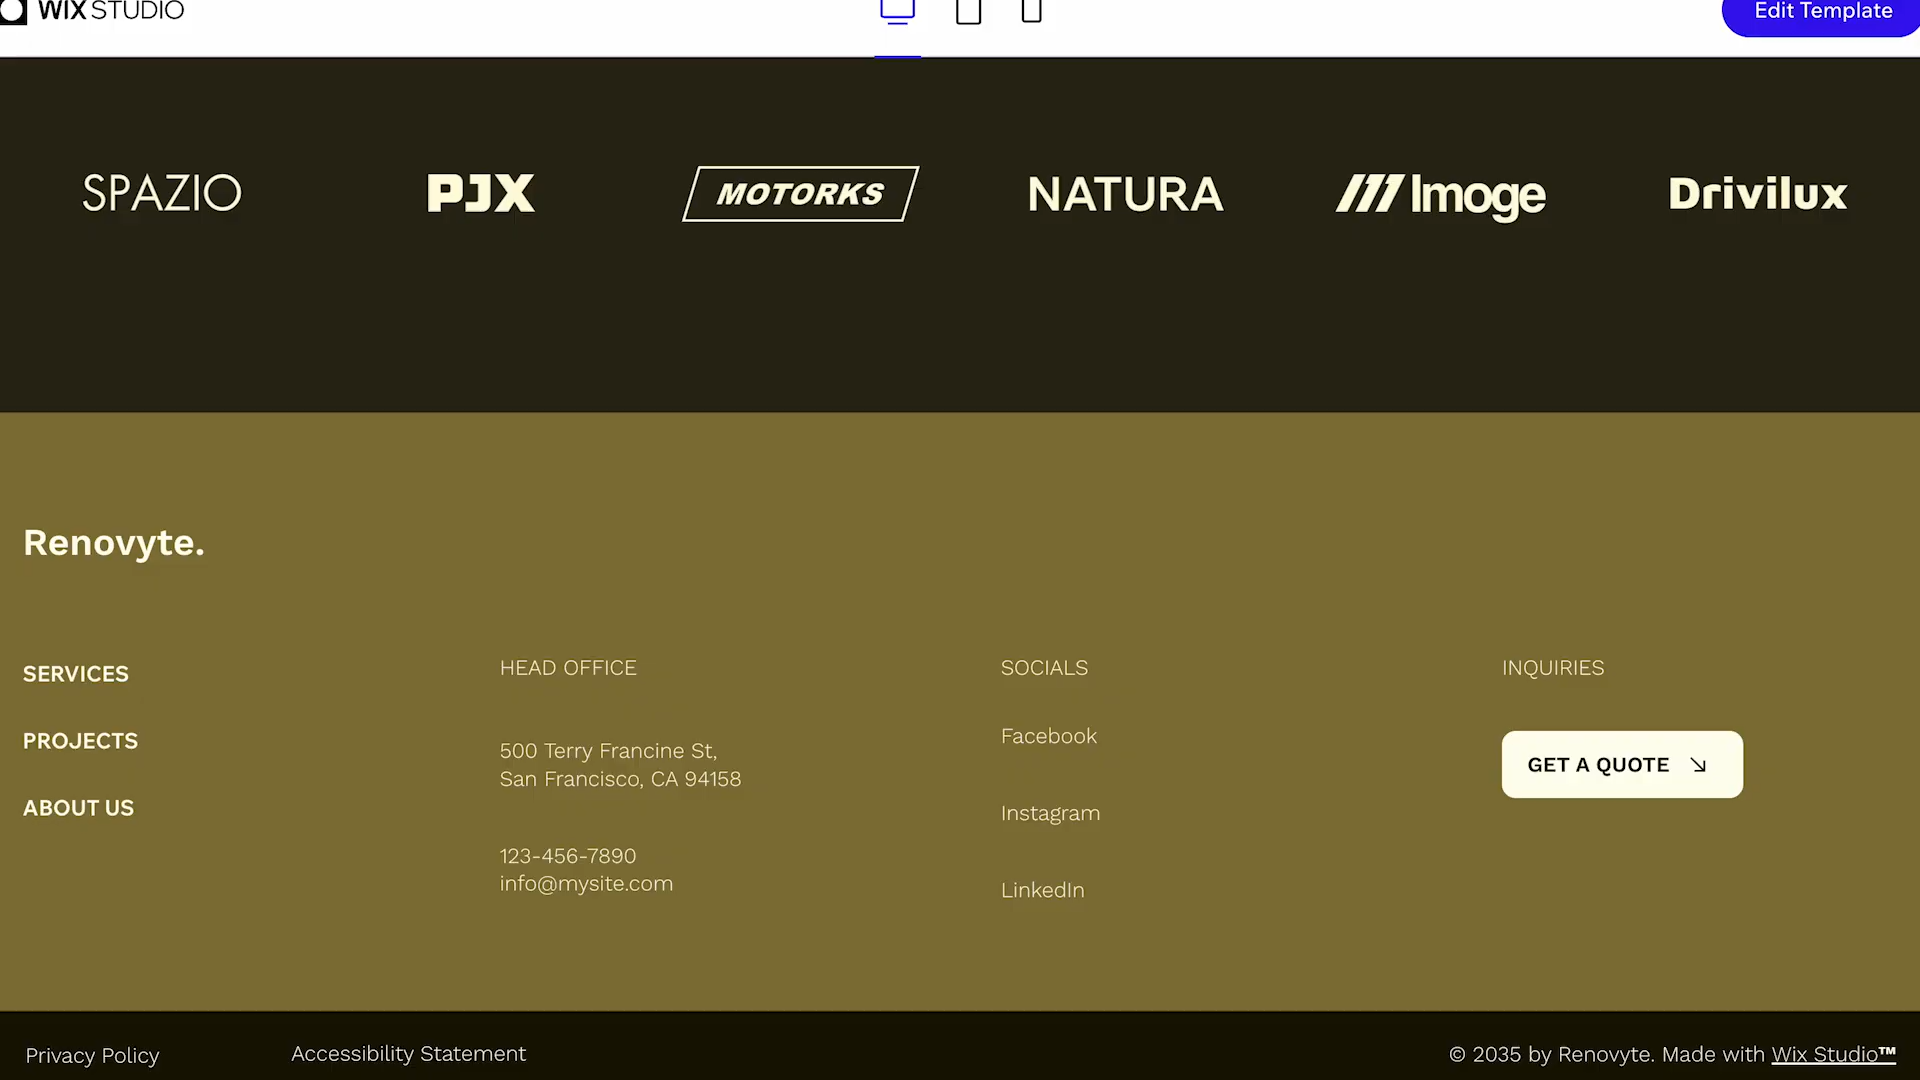 WIX STUDIO
Edit Template
SPAZIO
PJX
MOTORKS
NATURA
Imoge
Drivilux
Renovyte.
SERVICES
PROJECTS
ABOUT US
HEAD OFFICE
500 Terry Francine St,
San Francisco, CA 94158
123-456-7890
info@mysite.com
SOCIALS
Facebook
Instagram
LinkedIn
INQUIRIES
GET A QUOTE
Privacy Policy
Accessibility Statement
© 2035 by Renovyte. Made with Wix Studio™